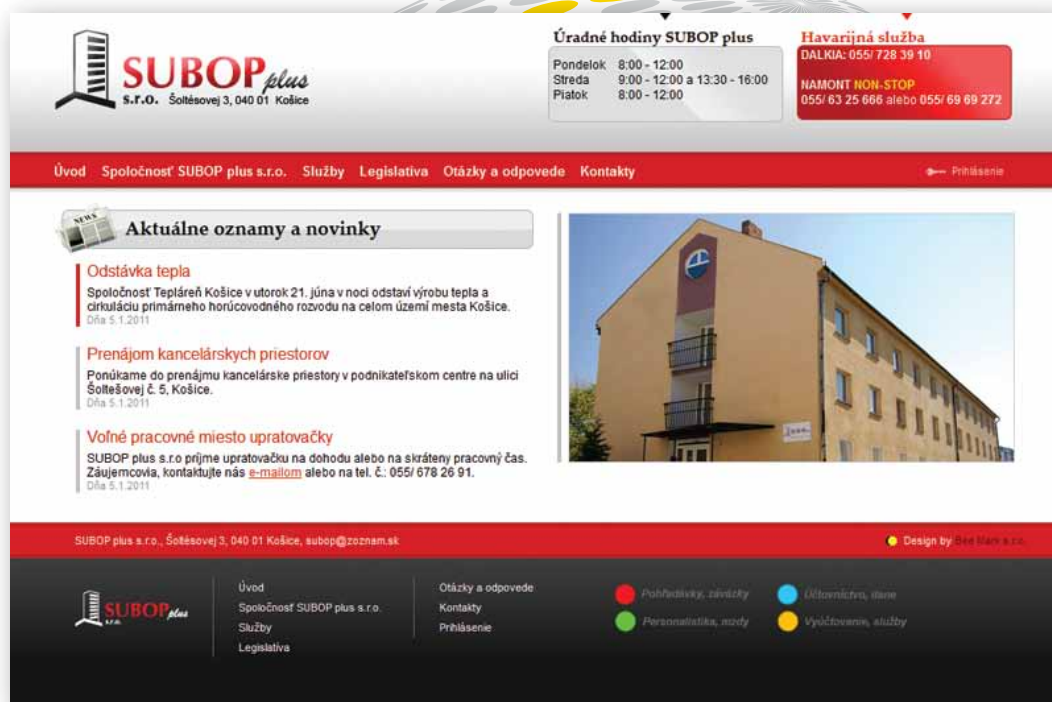 SUBOP plus
s.r.o. Šoltésovej 3, 040 01 Košice
Úradné hodiny SUBOP plus
Pondelok 8:00 - 12:00
Streda 9:00 - 12:00 a 13:30 - 16:00
Piatok 8:00 - 12:00
Havarijná služba
DALKIA: 055/ 728 39 10
NAMONT NON-STOP
055/ 63 25 666 alebo 055/ 69 69 272
Úvod Spoločnosť SUBOP plus s.r.o. Služby Legislatíva Otázky a odpovede Kontakty Prihlásenie
NEWS
Aktuálne oznamy a novinky
Odstávka tepla
Spoločnosť Tepláreň Košice v utorok 21. júna v noci odstaví výrobu tepla a
cirkuláciu primárneho horúcovodného rozvodu na celom území mesta Košice.
Dňa 5.1.2011
Prenájom kancelárskych priestorov
Ponúkame do prenájmu kancelárske priestory v podnikateľskom centre na ulici
Šoltešovej č. 5, Košice.
Dňa 5.1.2011
Voľné pracovné miesto upratovačky
SUBOP plus s.r.o príjme upratovačku na dohodu alebo na skráteny pracovný čas.
Záujemcovia, kontaktujte nás e-mailom alebo na tel. č.: 055/ 678 26 91.
Dňa 5.1.2011
SUBOP plus s.r.o., Šoltésovej 3, 040 01 Košice, subop@zoznam.sk
Design by Bee Mark s.r.o.
SUBOP plus
s.r.o.
Úvod
Spoločnosť SUBOP plus s.r.o.
Služby
Legislatíva
Otázky a odpovede
Kontakty
Prihlásenie
Pohľadávky, záväzky
Personalistika, mzdy
Účtovníctvo, dane
Vyúčtovanie, služby